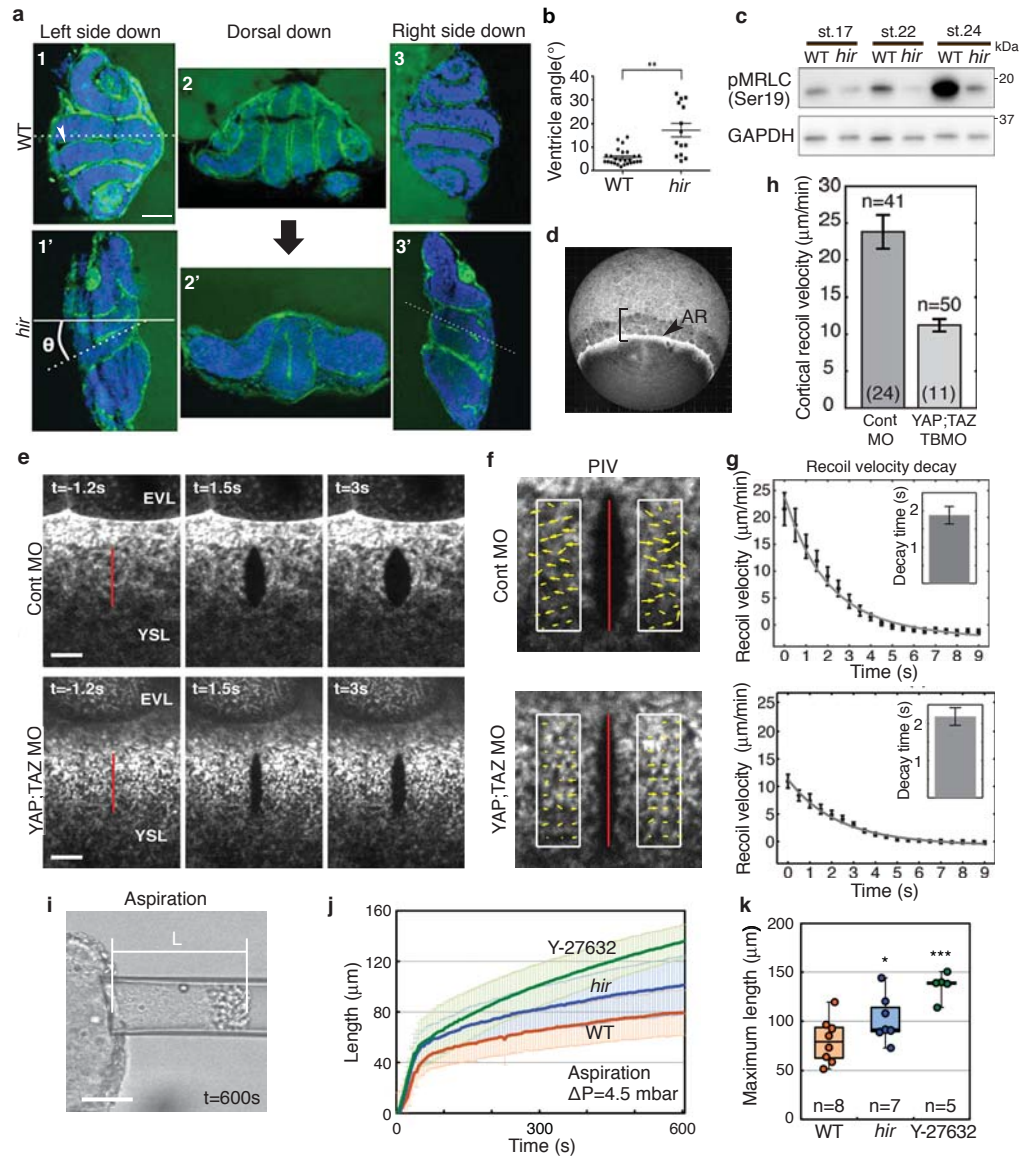 a
Left side down
Dorsal down
Right side down
1
2
3
WT
1'
2'
3'
hir
θ
b
Ventricle angle(°)
40
30
20
10
0
**
WT
hir
c
st.17
st.22
st.24
WT hir WT hir WT hir
kDa
pMRLC
(Ser19)
20
GAPDH
37
d
AR
h
Cortical recoil velocity (μm/min)
30
25
20
15
10
5
0
n=41
n=50
(24)
(11)
Cont
MO
YAP;TAZ
TBMO
e
Cont MO
t=-1.2s
t=1.5s
t=3s
EVL
YSL
YAP;TAZ MO
t=-1.2s
t=1.5s
t=3s
EVL
YSL
f
PIV
Cont MO
YAP;TAZ MO
g
Recoil velocity decay
Recoil velocity (μm/min)
25
20
15
10
5
0
Decay time (s)
2
1
0 1 2 3 4 5 6 7 8 9
Time (s)
Recoil velocity (μm/min)
25
20
15
10
5
0
Decay time (s)
2
1
0 1 2 3 4 5 6 7 8 9
Time (s)
i
Aspiration
L
t=600s
j
Length (μm)
160
120
80
40
0
Y-27632
hir
WT
Aspiration
ΔP=4.5 mbar
0 300 600
Time (s)
k
Maximum length (μm)
200
150
100
50
0
*
***
n=8 n=7 n=5
WT hir Y-27632